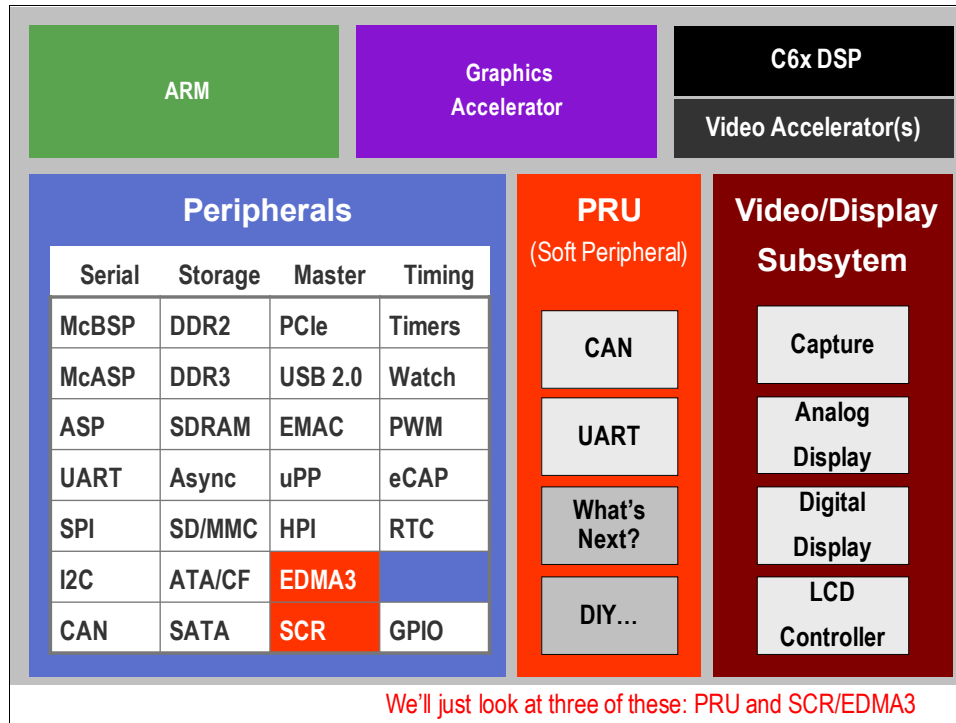 ARM
Graphics
Accelerator
C6x DSP
Video Accelerator(s)
Peripherals
Serial Storage Master Timing
McBSP DDR2 PCIe Timers
McASP DDR3 USB 2.0 Watch
ASP SDRAM EMAC PWM
UART Async uPP eCAP
SPI SD/MMC HPI RTC
I2C ATA/CF EDMA3
CAN SATA SCR GPIO
PRU
(Soft Peripheral)
CAN
UART
What's
Next?
DIY…
Video/Display
Subsytem
Capture
Analog
Display
Digital
Display
LCD
Controller
We'll just look at three of these: PRU and SCR/EDMA3